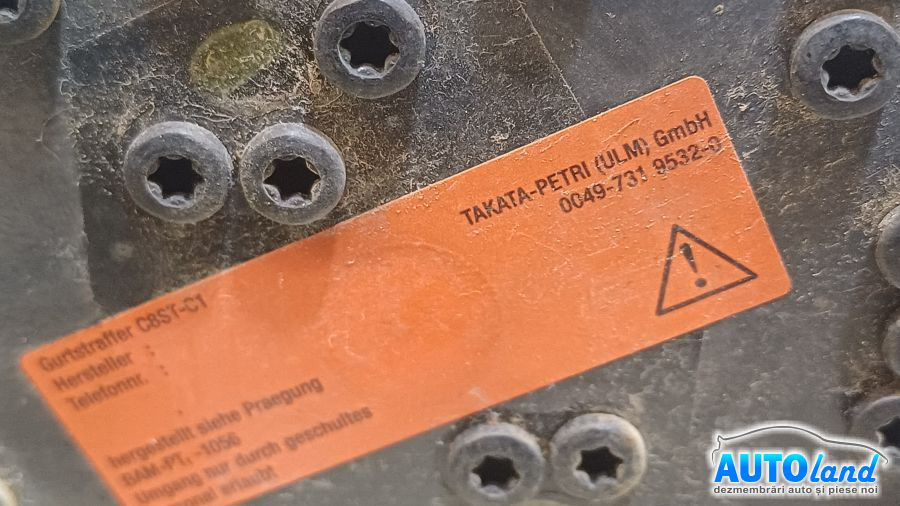 Gurtstraffer C8ST-C1
Hersteller :
Telefonnr. :
TAKATA-PETRI (ULM) GmbH
0049-731 9532-0
hergestellt siehe Praegung
BAM-PT. -1056
nur durch geschultes
erlaubt
AUTOland
dezmembrări auto și piese noi